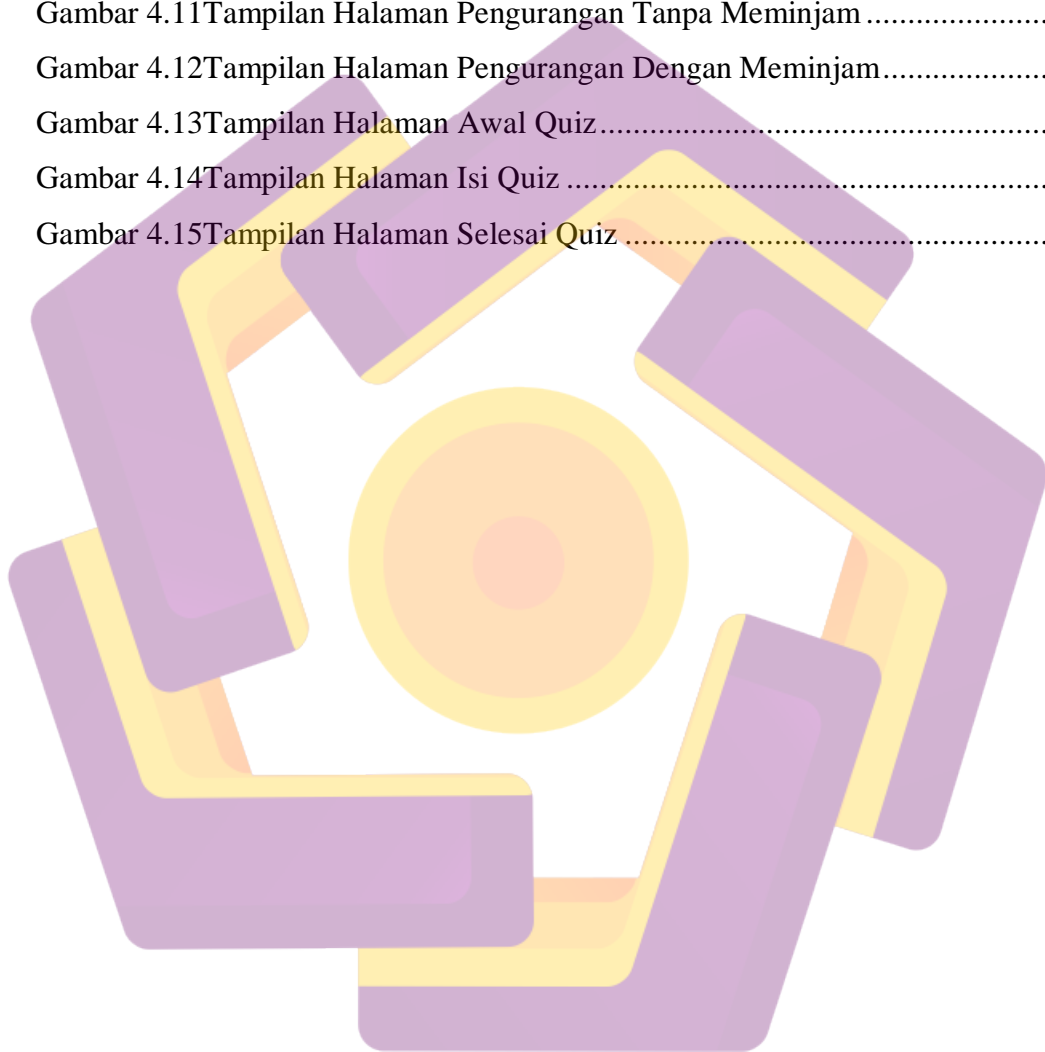 Gambar 4.11Tampilan Halaman Pengurangan Tanpa Meminjam .......................
Gambar 4.12Tampilan Halaman Pengurangan Dengan Meminjam.....................
Gambar 4.13Tampilan Halaman Awal Quiz..........................................................
Gambar 4.14Tampilan Halaman Isi Quiz ..............................................................
Gambar 4.15Tampilan Halaman Selesai Quiz ......................................................